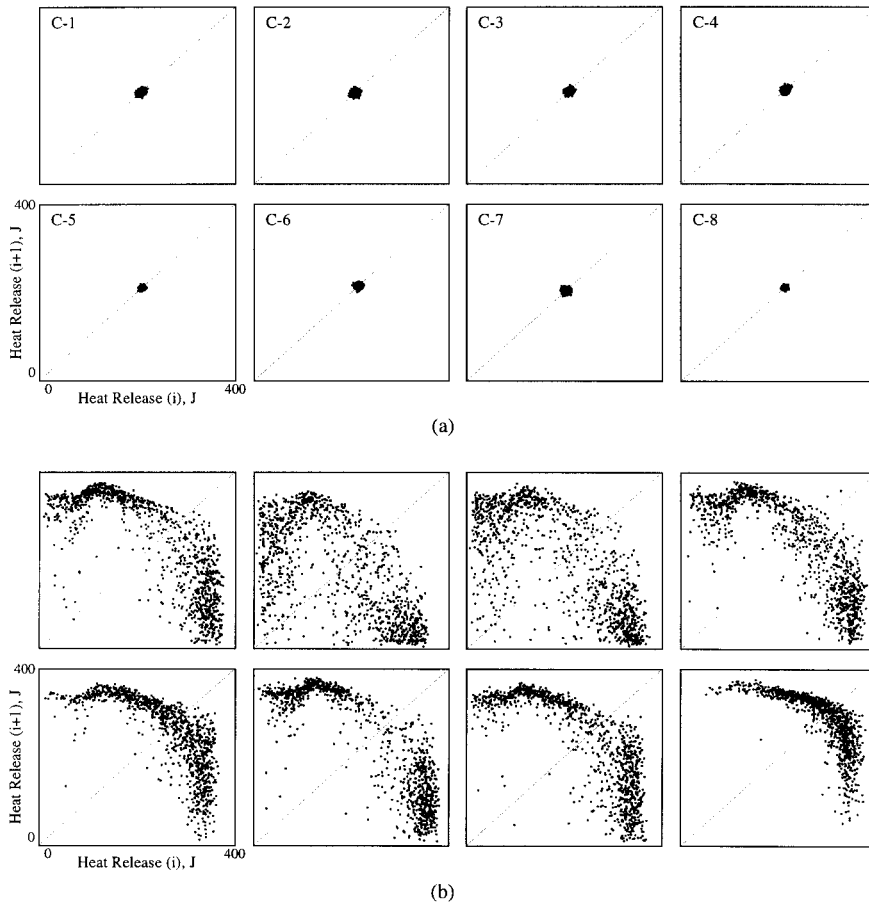 C-1
C-2
C-3
C-4
400
C-5
C-6
C-7
C-8
Heat Release (i+1), J
0
0
400
Heat Release (i), J
(a)
400
Heat Release (i+1), J
0
0
400
Heat Release (i), J
(b)